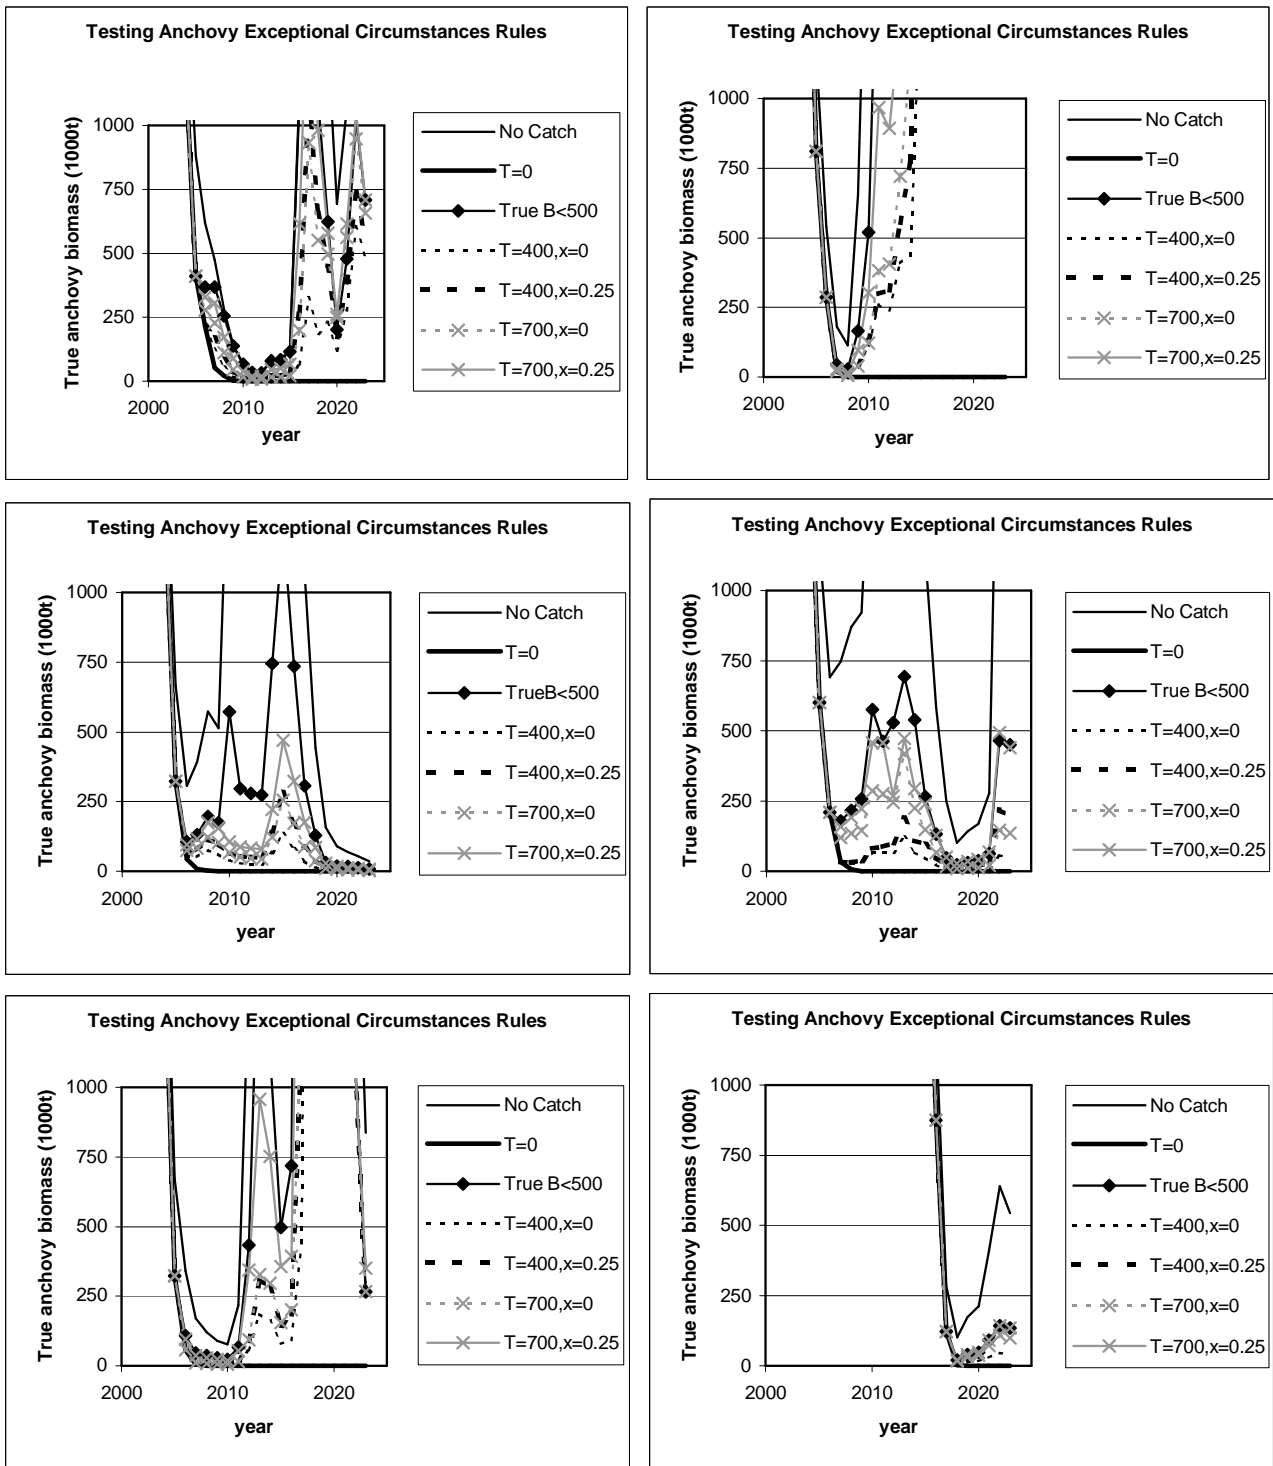 Testing Anchovy Exceptional Circumstances Rules
True anchovy biomass (1000t)
1000
750
500
250
0
2000 2010 2020
year
No Catch
T=0
True B<500
T=400,x=0
T=400,x=0.25
T=700,x=0
T=700,x=0.25
Testing Anchovy Exceptional Circumstances Rules
True anchovy biomass (1000t)
1000
750
500
250
0
2000 2010 2020
year
No Catch
T=0
True B<500
T=400,x=0
T=400,x=0.25
T=700,x=0
T=700,x=0.25
Testing Anchovy Exceptional Circumstances Rules
True anchovy biomass (1000t)
1000
750
500
250
0
2000 2010 2020
year
No Catch
T=0
TrueB<500
T=400,x=0
T=400,x=0.25
T=700,x=0
T=700,x=0.25
Testing Anchovy Exceptional Circumstances Rules
True anchovy biomass (1000t)
1000
750
500
250
0
2000 2010 2020
year
No Catch
T=0
True B<500
T=400,x=0
T=400,x=0.25
T=700,x=0
T=700,x=0.25
Testing Anchovy Exceptional Circumstances Rules
True anchovy biomass (1000t)
1000
750
500
250
0
2000 2010 2020
year
No Catch
T=0
True B<500
T=400,x=0
T=400,x=0.25
T=700,x=0
T=700,x=0.25
Testing Anchovy Exceptional Circumstances Rules
True anchovy biomass (1000t)
1000
750
500
250
0
2000 2010 2020
year
No Catch
T=0
True B<500
T=400,x=0
T=400,x=0.25
T=700,x=0
T=700,x=0.25